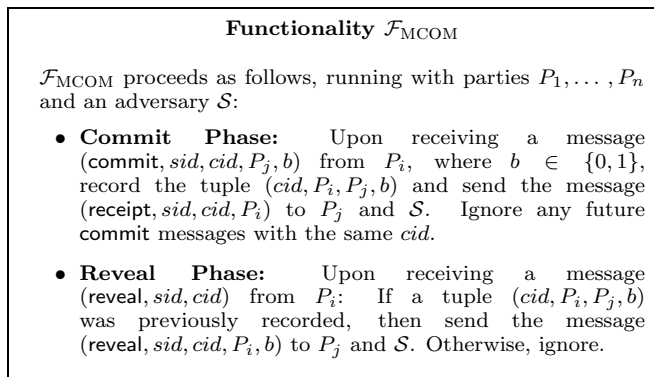 Functionality F_MCOM
F_MCOM proceeds as follows, running with parties P_1, . . . , P_n
and an adversary S:
• Commit Phase: Upon receiving a message
(commit, sid, cid, P_j, b) from P_i, where b ∈ {0, 1},
record the tuple (cid, P_i, P_j, b) and send the message
(receipt, sid, cid, P_i) to P_j and S. Ignore any future
commit messages with the same cid.
• Reveal Phase: Upon receiving a message
(reveal, sid, cid) from P_i: If a tuple (cid, P_i, P_j, b)
was previously recorded, then send the message
(reveal, sid, cid, P_i, b) to P_j and S. Otherwise, ignore.